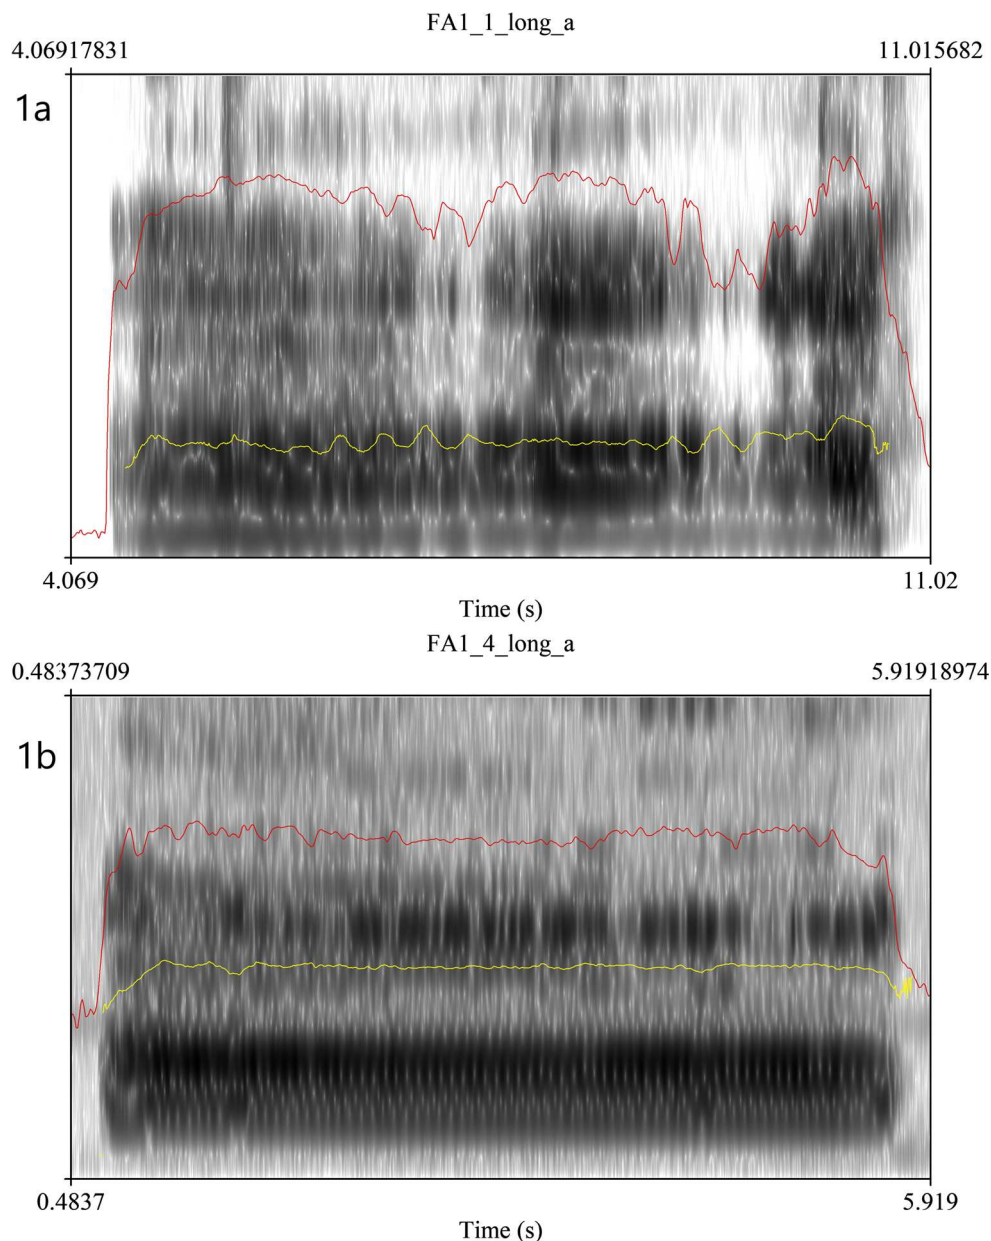 FA1_1_long_a
4.06917831 11.015682
1a
4.069 11.02
Time (s)
FA1_4_long_a
0.48373709 5.91918974
1b
0.4837 5.919
Time (s)